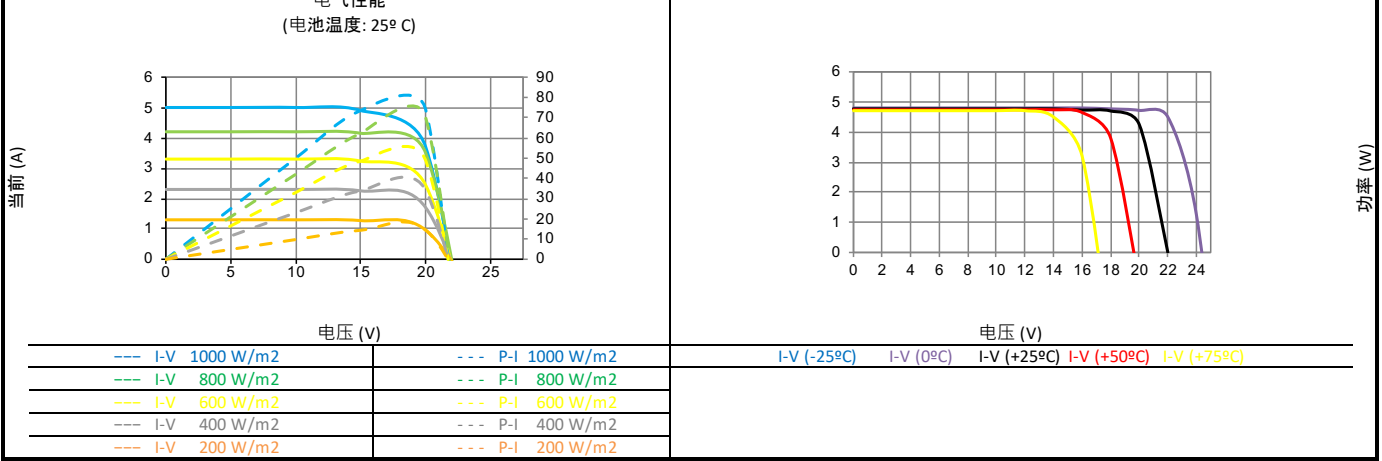 电气性能
(电池温度: 25º C)
6
5
4
3
2
1
0
90
80
70
60
50
40
30
20
10
0
0 5 10 15 20 25
当前 (A)
电压 (V)
6
5
4
3
2
1
0
0 2 4 6 8 10 12 14 16 18 20 22 24
功率 (W)
电压 (V)
––– I-V 1000 W/m2 - - - P-I 1000 W/m2
––– I-V 800 W/m2 - - - P-I 800 W/m2
––– I-V 600 W/m2 - - - P-I 600 W/m2
––– I-V 400 W/m2 - - - P-I 400 W/m2
––– I-V 200 W/m2 - - - P-I 200 W/m2
I-V (-25ºC) I-V (0ºC) I-V (+25ºC) I-V (+50ºC) I-V (+75ºC)